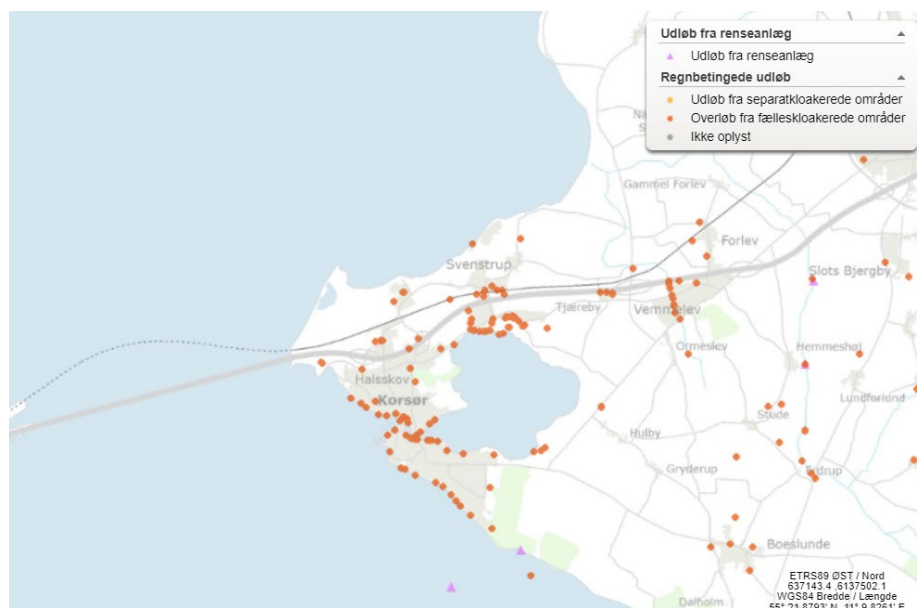 Udløb fra renseanlæg
Udløb fra renseanlæg
Regnbetingede udløb
Udløb fra separatkloakerede områder
Overløb fra fælleskloakerede områder
Ikke oplyst
Gammel Forlev
Forlev
Svenstrup
Slots Bjergby
Tjæreby
Vemmelev
Ormeslev
Hemmeshøj
Halsskov
Korsør
Lundforlund
Stude
Hulby
Gryderup
Erdrup
Boeslunde
Dalholm
ETRS89 ØST / Nord
637143.4 ,6137502.1
WGS84 Bredde / Længde
55° 21.8793' N, 11° 9.8261' E